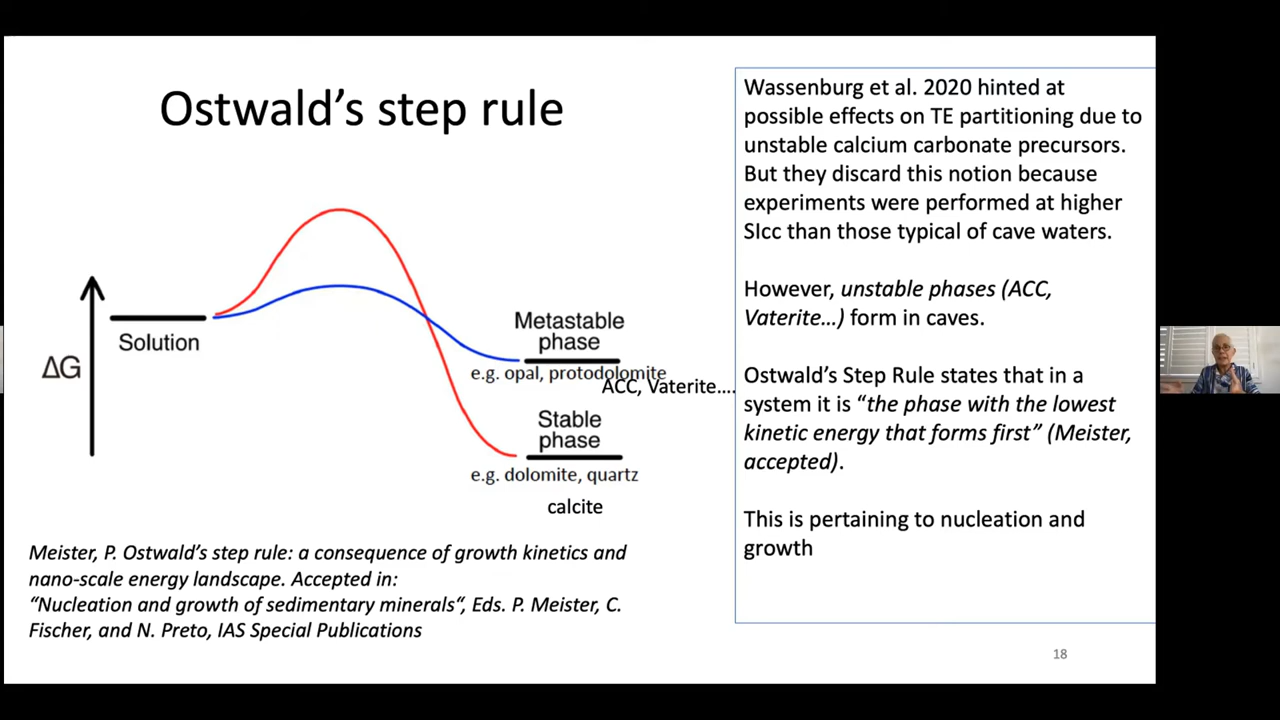 Ostwald's step rule
ΔG
Solution
Metastable
phase
e.g. opal, protodolomite
ACC, Vaterite....
Stable
phase
e.g. dolomite, quartz
calcite
Meister, P. Ostwald's step rule: a consequence of growth kinetics and
nano-scale energy landscape. Accepted in:
“Nucleation and growth of sedimentary minerals“, Eds. P. Meister, C.
Fischer, and N. Preto, IAS Special Publications
Wassenburg et al. 2020 hinted at
possible effects on TE partitioning due to
unstable calcium carbonate precursors.
But they discard this notion because
experiments were performed at higher
SIcc than those typical of cave waters.
However, unstable phases (ACC,
Vaterite…) form in caves.
Ostwald's Step Rule states that in a
system it is “the phase with the lowest
kinetic energy that forms first” (Meister,
accepted).
This is pertaining to nucleation and
growth
18